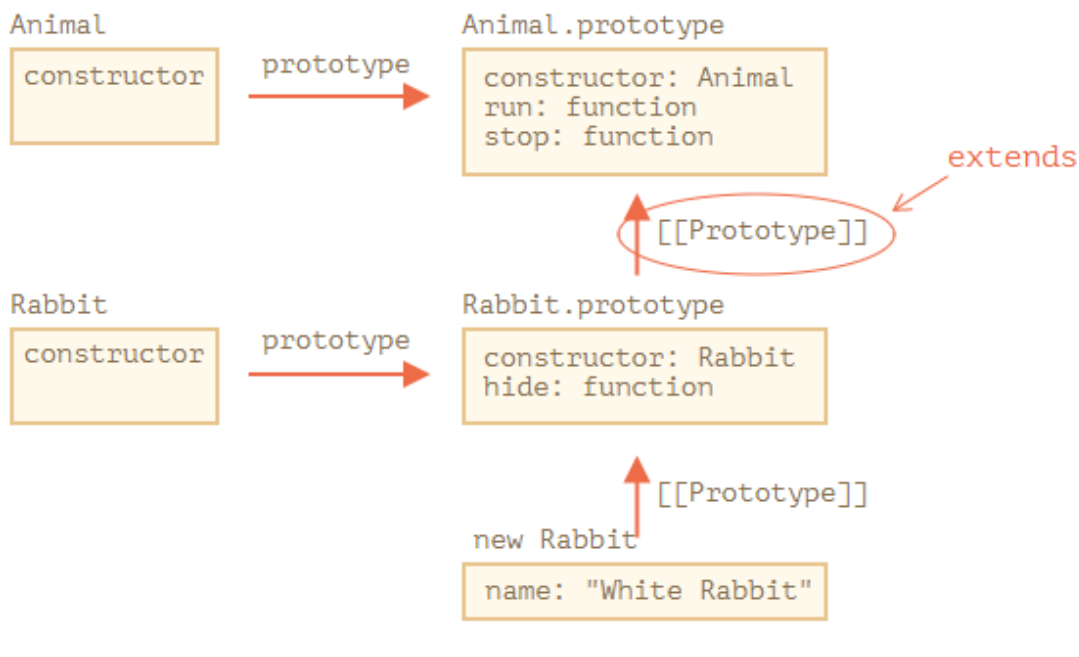 Animal
constructor
prototype
Animal.prototype
constructor: Animal
run: function
stop: function
extends
[[Prototype]]
Rabbit
constructor
prototype
Rabbit.prototype
constructor: Rabbit
hide: function
[[Prototype]]
new Rabbit
name: "White Rabbit"